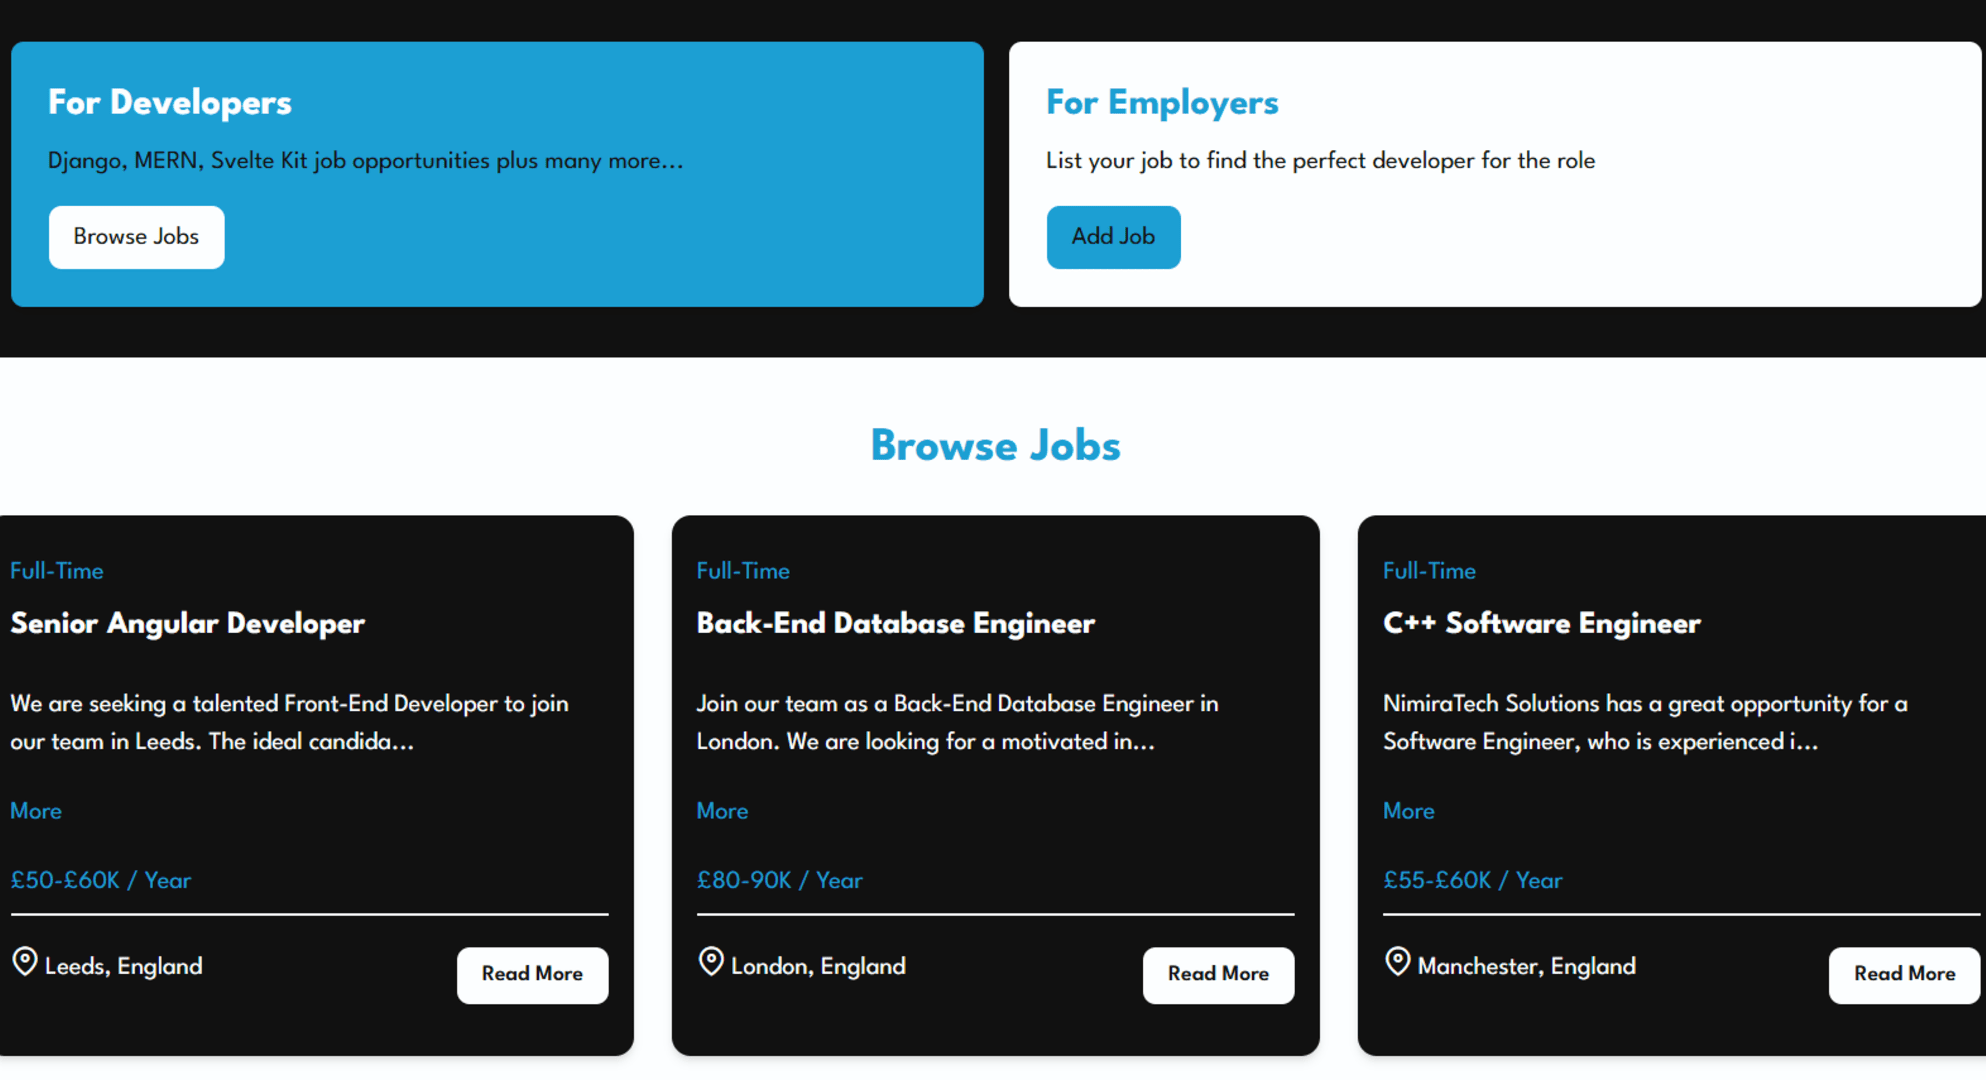 For Developers
Django, MERN, Svelte Kit job opportunities plus many more...
Browse Jobs
For Employers
List your job to find the perfect developer for the role
Add Job
Browse Jobs
Full-Time
Senior Angular Developer
We are seeking a talented Front-End Developer to join
our team in Leeds. The ideal candida...
More
£50-£60K / Year
Leeds, England
Read More
Full-Time
Back-End Database Engineer
Join our team as a Back-End Database Engineer in
London. We are looking for a motivated in...
More
£80-90K / Year
London, England
Read More
Full-Time
C++ Software Engineer
NimiraTech Solutions has a great opportunity for a
Software Engineer, who is experienced i...
More
£55-£60K / Year
Manchester, England
Read More